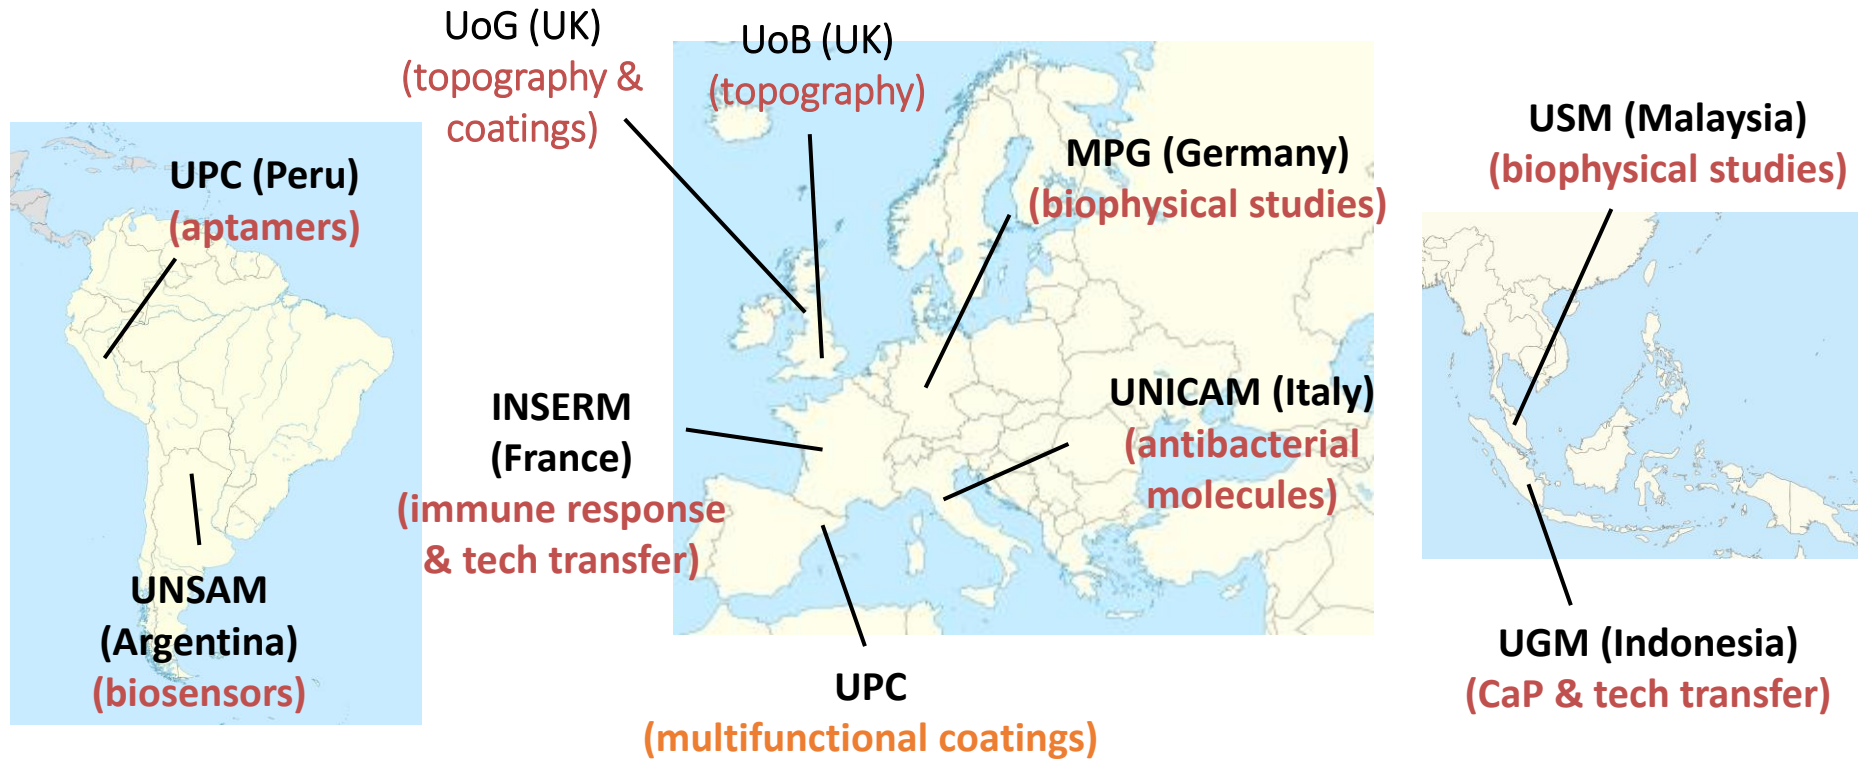 UoG (UK)
(topography &
coatings)
UoB (UK)
(topography)
UPC (Peru)
(aptamers)
MPG (Germany)
(biophysical studies)
USM (Malaysia)
(biophysical studies)
INSERM
(France)
(immune response
& tech transfer)
UNICAM (Italy)
(antibacterial
molecules)
UNSAM
(Argentina)
(biosensors)
UPC
(multifunctional coatings)
UGM (Indonesia)
(CaP & tech transfer)